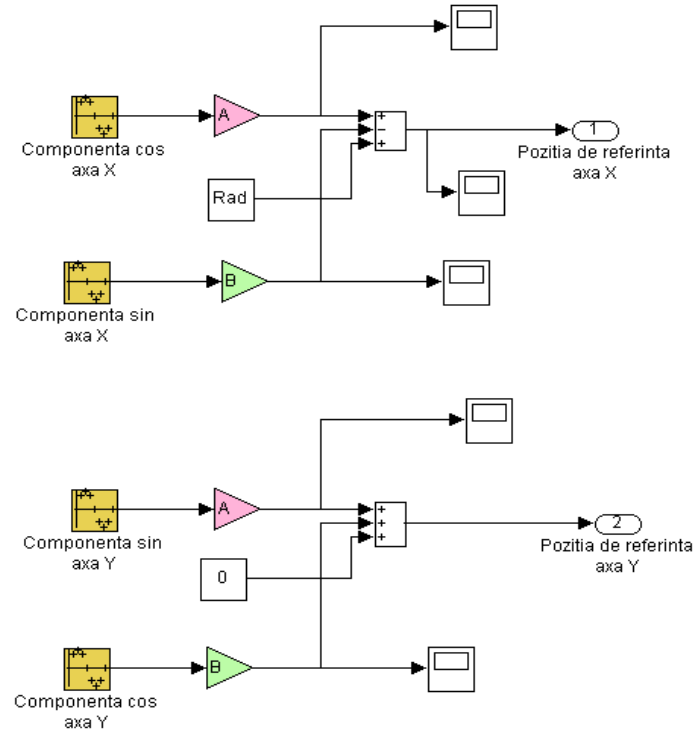 A
+
−
+
1
Componenta cos
axa X
Pozitia de referinta
axa X
Rad
B
Componenta sin
axa X
A
+
+
+
2
Componenta sin
axa Y
Pozitia de referinta
axa Y
0
B
Componenta cos
axa Y